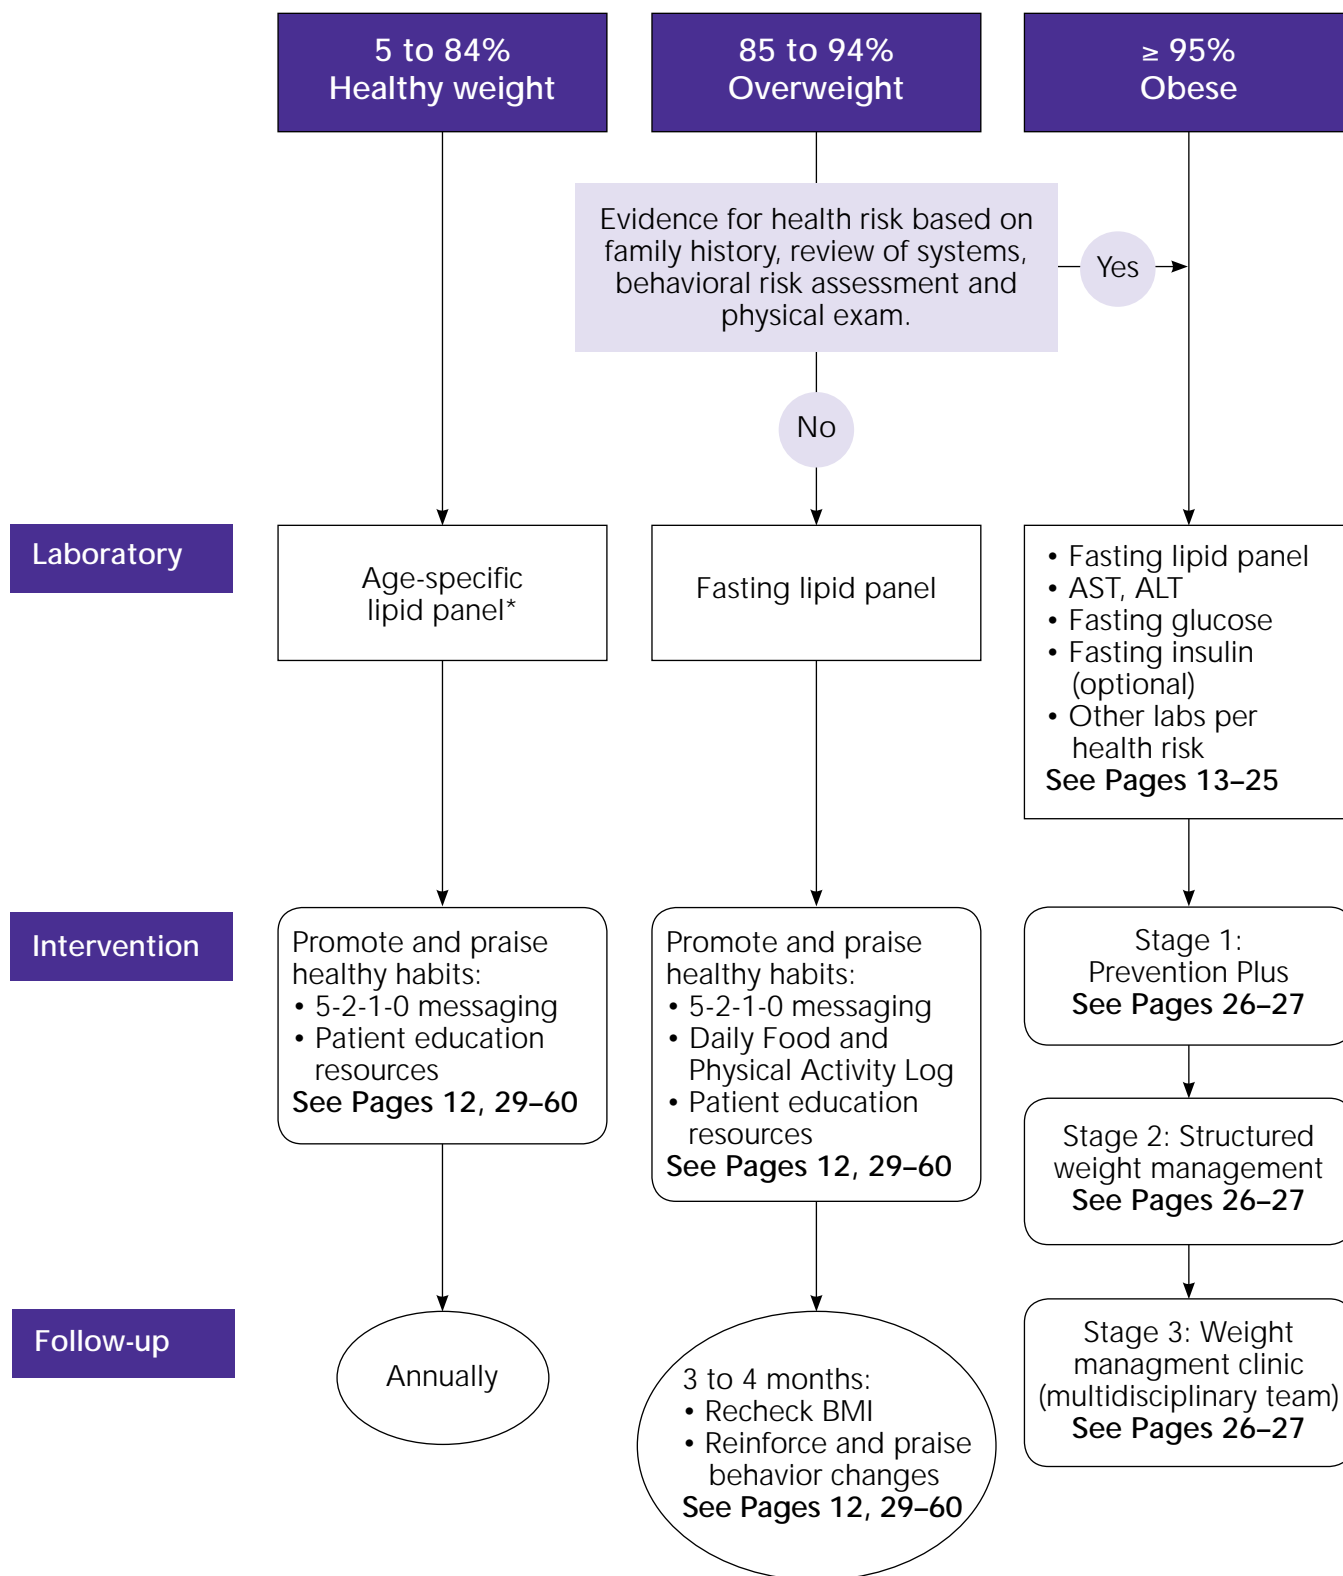 5 to 84%
Healthy weight
85 to 94%
Overweight
≥ 95%
Obese
Evidence for health risk based on
family history, review of systems,
behavioral risk assessment and
physical exam.
Yes
No
Laboratory
Age-specific
lipid panel*
Fasting lipid panel
• Fasting lipid panel
• AST, ALT
• Fasting glucose
• Fasting insulin
(optional)
• Other labs per
health risk
See Pages 13–25
Intervention
Promote and praise
healthy habits:
• 5-2-1-0 messaging
• Patient education
resources
See Pages 12, 29–60
Promote and praise
healthy habits:
• 5-2-1-0 messaging
• Daily Food and
Physical Activity Log
• Patient education
resources
See Pages 12, 29–60
Stage 1:
Prevention Plus
See Pages 26–27
Stage 2: Structured
weight management
See Pages 26–27
Follow-up
Annually
3 to 4 months:
• Recheck BMI
• Reinforce and praise
behavior changes
See Pages 12, 29–60
Stage 3: Weight
managment clinic
(multidisciplinary team)
See Pages 26–27